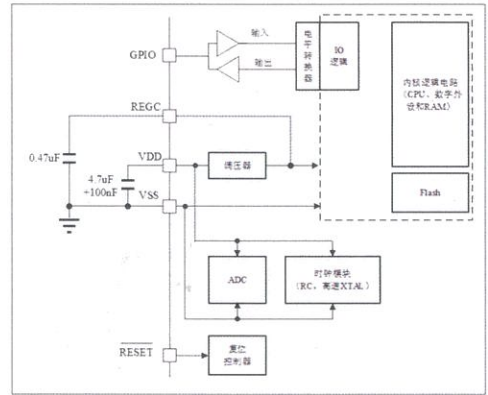 GPIO
输入
输出
电平转换器
IO
逻辑
内核逻辑电路
(CPU、数字外
设和RAM)
REGC
0.47uF
VDD
调压器
4.7uF
+100nF
VSS
Flash
ADC
时钟模块
(RC、高速XTAL)
RESET
复位
控制器